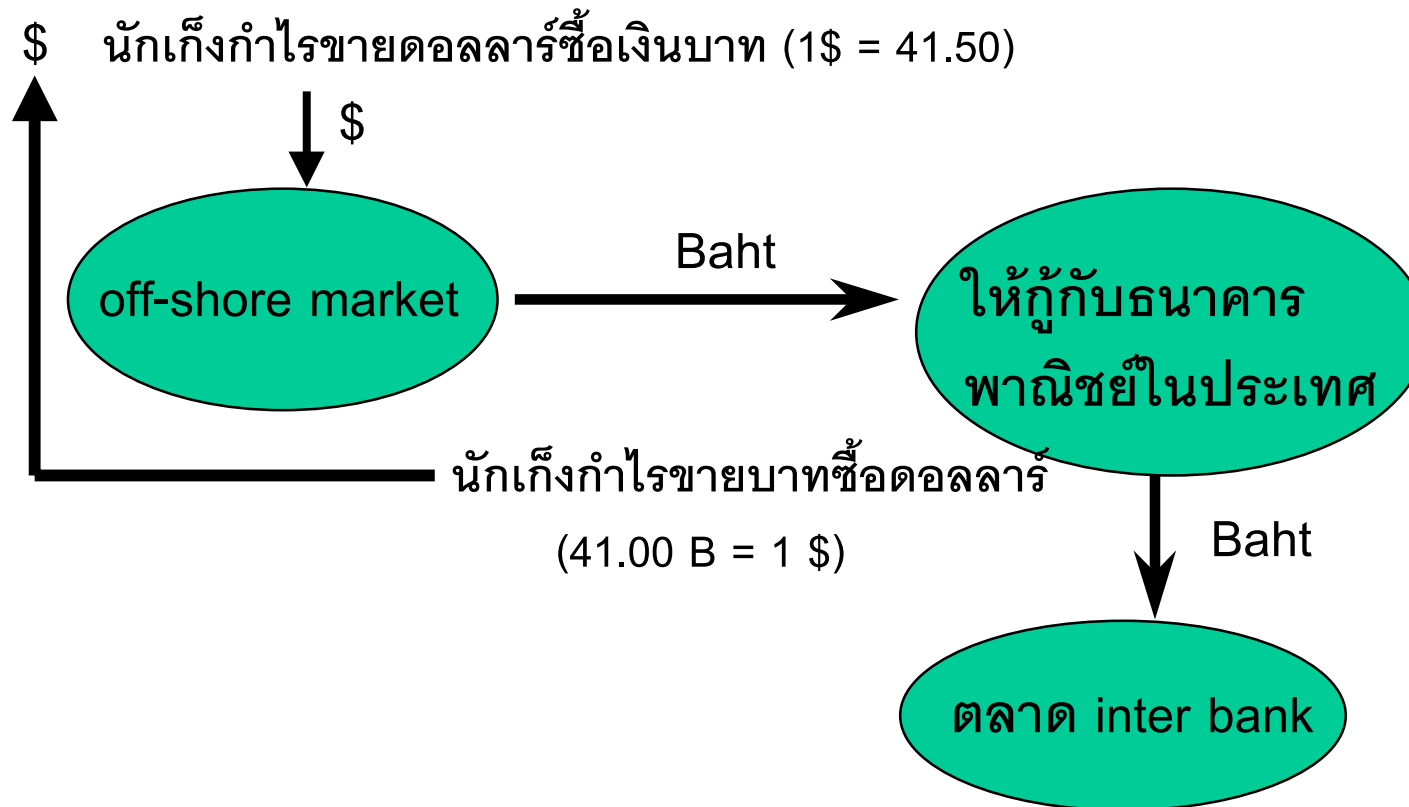 $ นักเก็งกำไรขายดอลลาร์ซื้อเงินบาท (1$ = 41.50)
$
off-shore market
Baht
ให้กู้กับธนาคาร
พาณิชย์ในประเทศ
นักเก็งกำไรขายบาทซื้อดอลลาร์
(41.00 B = 1 $)
Baht
ตลาด inter bank